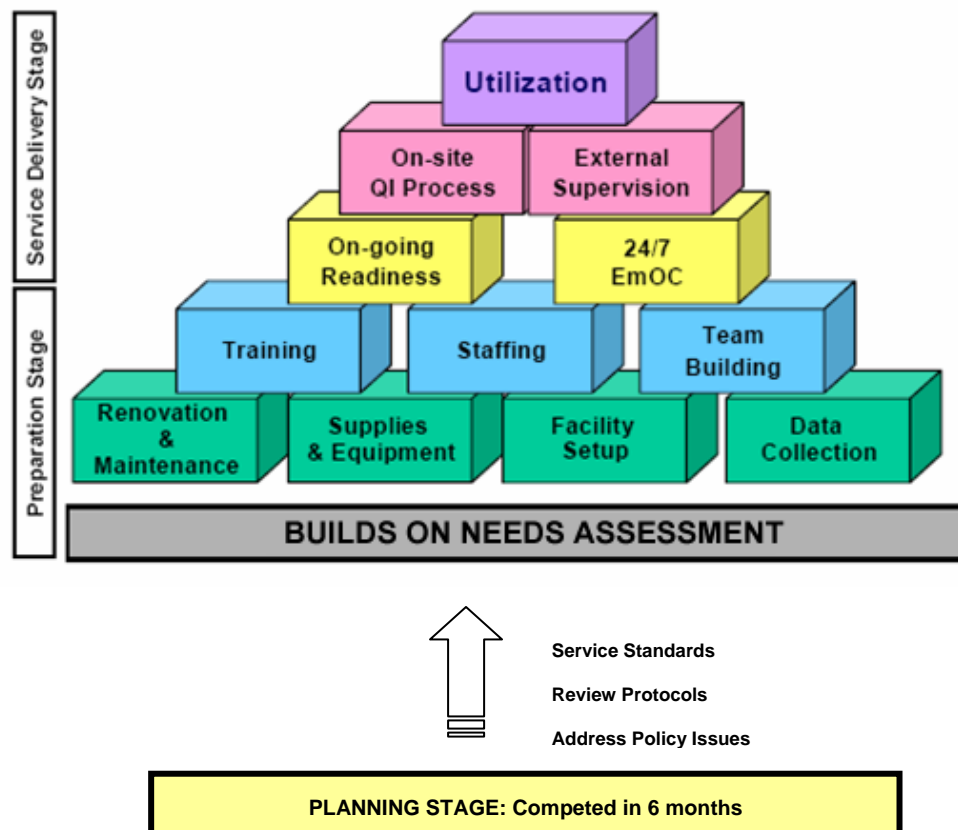 Service Delivery Stage
Utilization
On-site
QI Process
External
Supervision
On-going
Readiness
24/7
EmOC
Preparation Stage
Training
Staffing
Team
Building
Renovation
&
Maintenance
Supplies
& Equipment
Facility
Setup
Data
Collection
BUILDS ON NEEDS ASSESSMENT
Service Standards
Review Protocols
Address Policy Issues
PLANNING STAGE: Competed in 6 months